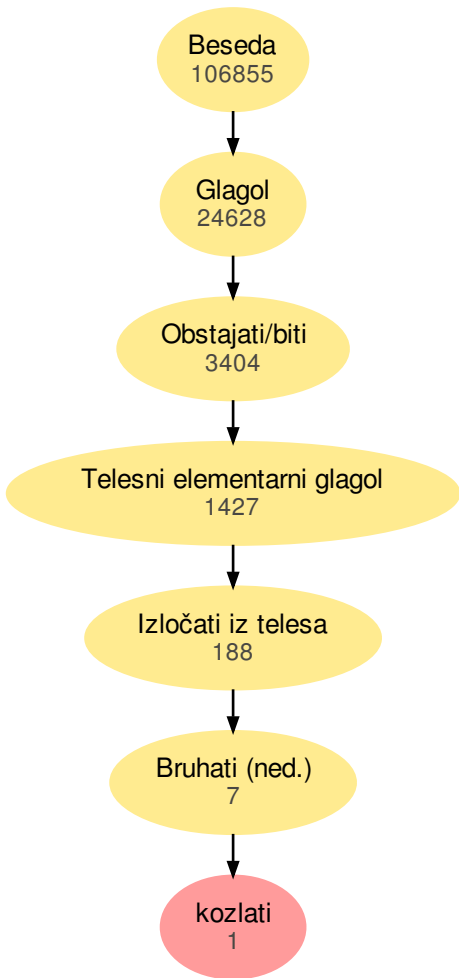 Beseda
106855
Glagol
24628
Obstajati/biti
3404
Telesni elementarni glagol
1427
Izločati iz telesa
188
Bruhati (ned.)
7
kozlati
1